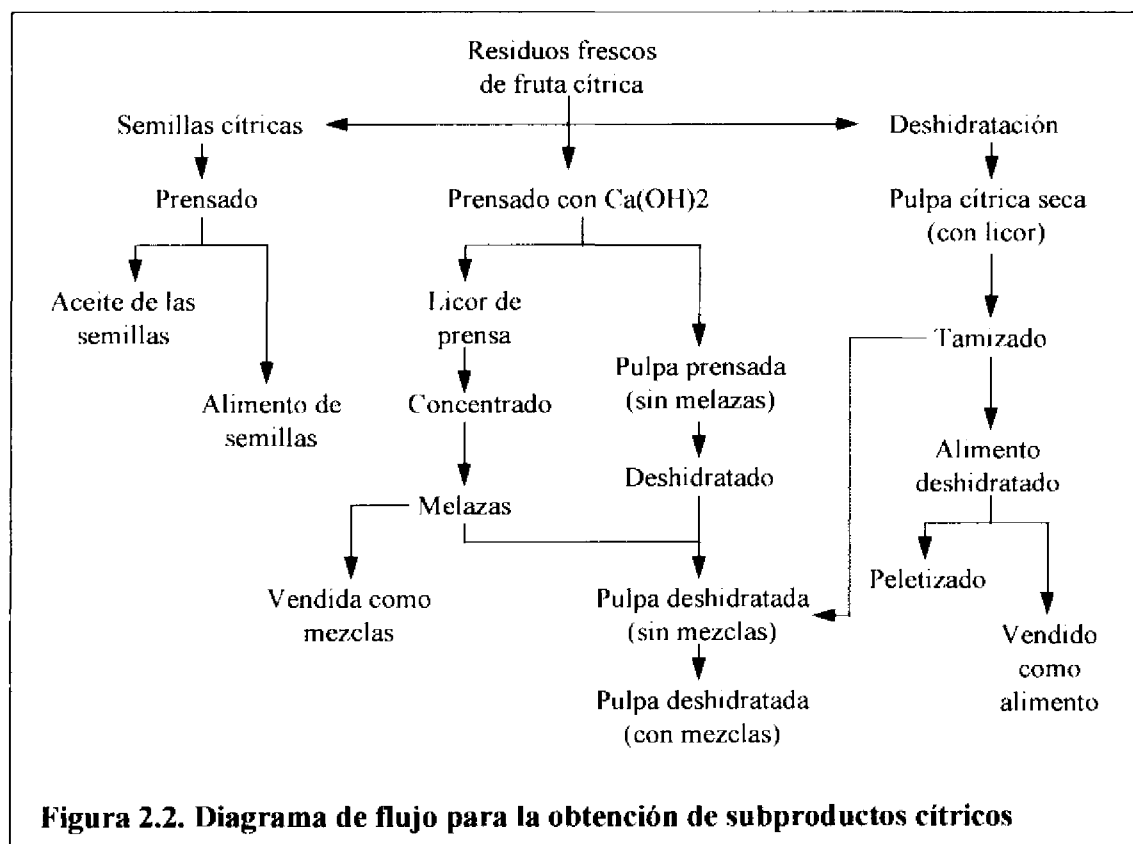 Residuos frescos
de fruta cítrica
Semillas cítricas
Deshidratación
Prensado
Prensado con Ca(OH)2
Pulpa cítrica seca
(con licor)
Aceite de las
semillas
Licor de
prensa
Tamizado
Pulpa prensada
(sin melazas)
Alimento de
semillas
Concentrado
Alimento
deshidratado
Deshidratado
Melazas
Peletizado
Vendida como
mezclas
Pulpa deshidratada
(sin mezclas)
Vendido
como
alimento
Pulpa deshidratada
(con mezclas)
Figura 2.2. Diagrama de flujo para la obtención de subproductos cítricos